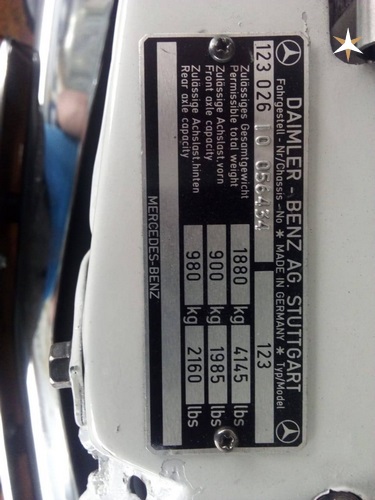 DAIMLER - BENZ AG. STUTTGART
Fahrgestell - Nr/Chassis - No ★ MADE IN GERMANY ★ Typ/Model
123 026 10 056434 123
Zulässiges Gesamtgewicht
Permissible total weight 1880 kg 4145 lbs
Zulässige Achslast.vorn
Front axle capacity 900 kg 1985 lbs
Zulässige Achslast.hinten
Rear axle capacity 980 kg 2160 lbs
MERCEDES-BENZ